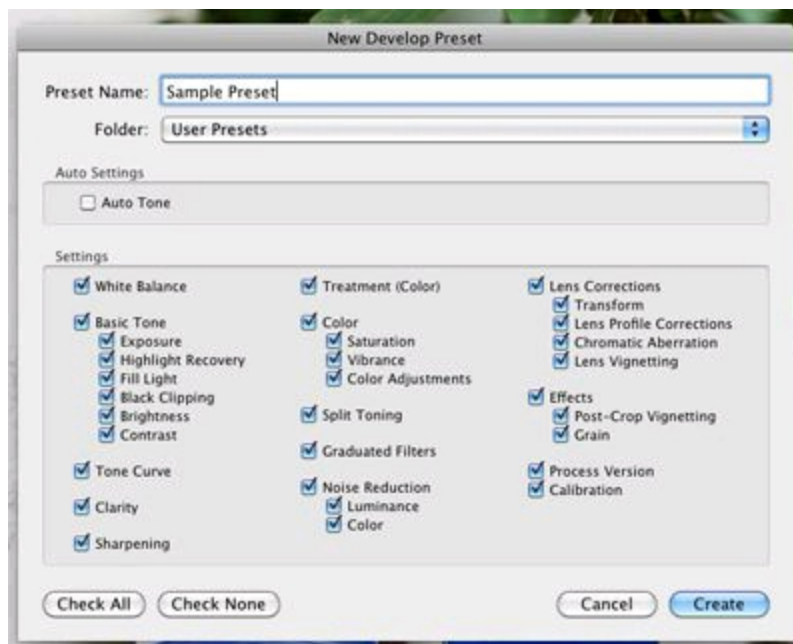 New Develop Preset
Preset Name: Sample Preset
Folder: User Presets
Auto Settings
Auto Tone
Settings
White Balance
Basic Tone
Exposure
Highlight Recovery
Fill Light
Black Clipping
Brightness
Contrast
Tone Curve
Clarity
Sharpening
Treatment (Color)
Color
Saturation
Vibrance
Color Adjustments
Split Toning
Graduated Filters
Noise Reduction
Luminance
Color
Lens Corrections
Transform
Lens Profile Corrections
Chromatic Aberration
Lens Vignetting
Effects
Post-Crop Vignetting
Grain
Process Version
Calibration
Check All Check None Cancel Create